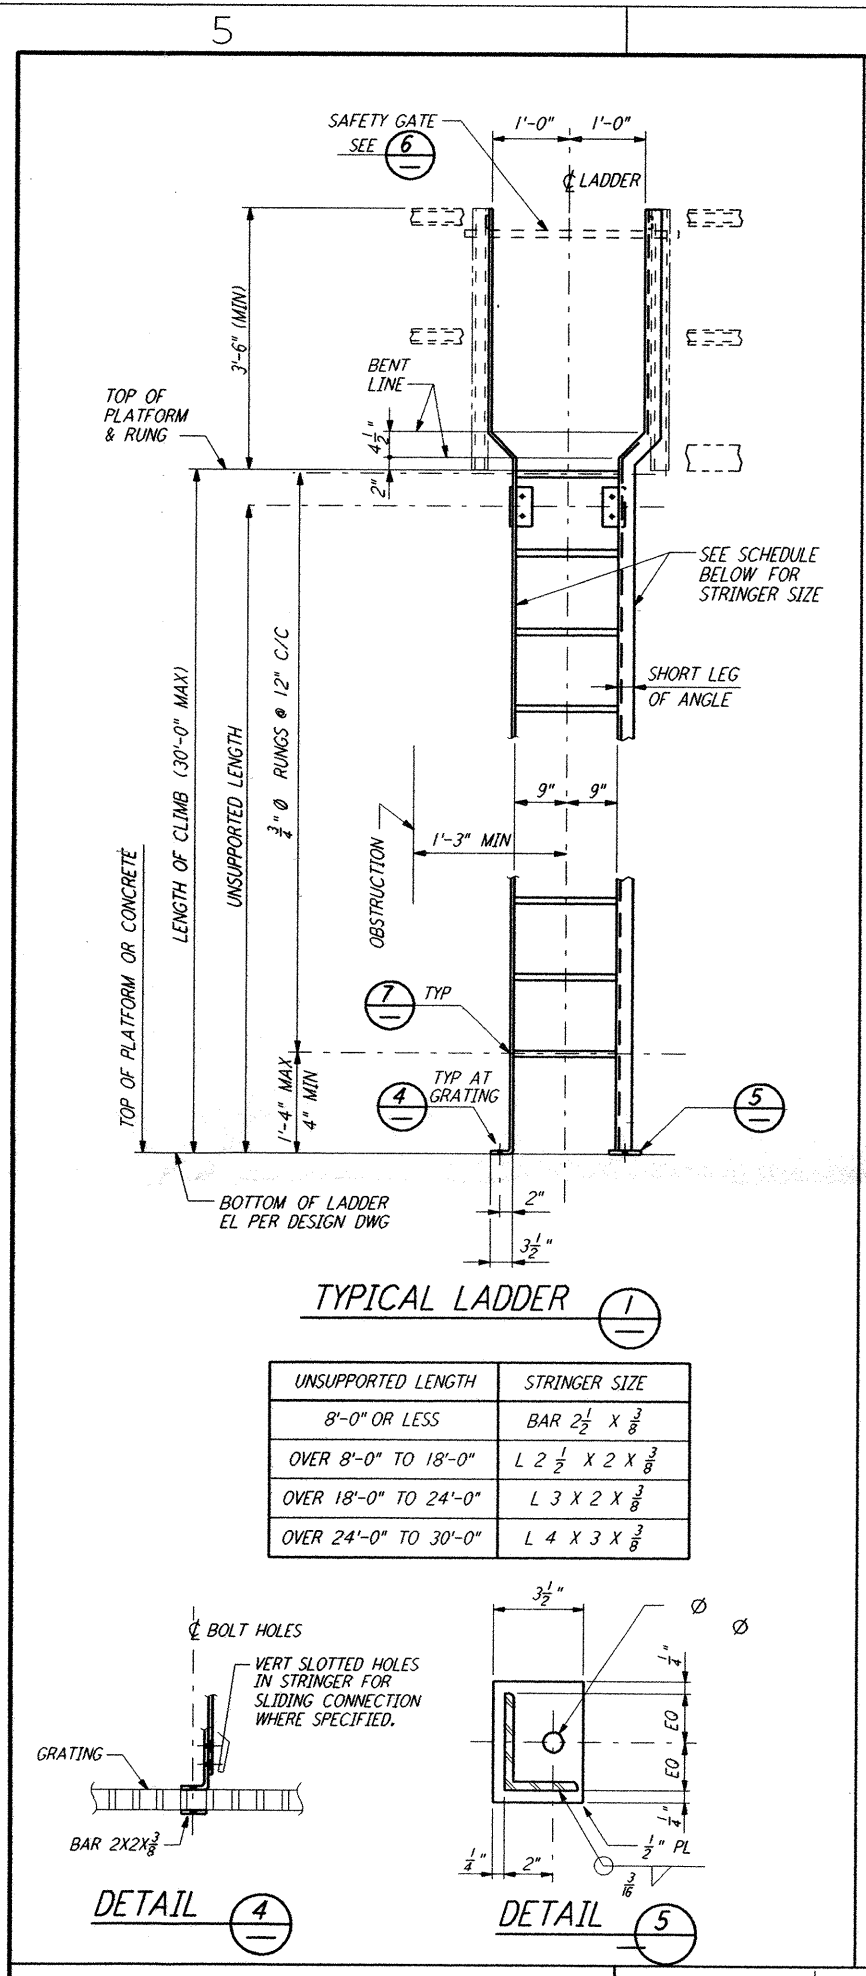 5
SAFETY GATE
SEE 6
1'-0" 1'-0"
℄ LADDER
3'-6" (MIN)
BENT
LINE
TOP OF
PLATFORM
& RUNG
4 1/2"
2"
SEE SCHEDULE
BELOW FOR
STRINGER SIZE
SHORT LEG
OF ANGLE
LENGTH OF CLIMB (30'-0" MAX)
UNSUPPORTED LENGTH
3/4" Ø RUNGS @ 12" C/C
9" 9"
1'-3" MIN
OBSTRUCTION
TOP OF PLATFORM OR CONCRETE
7 TYP
1'-4" MAX
4" MIN
4 TYP AT
GRATING
5
BOTTOM OF LADDER
EL PER DESIGN DWG
2"
3 1/2"
TYPICAL LADDER 1
UNSUPPORTED LENGTH STRINGER SIZE
8'-0" OR LESS BAR 2 1/2 X 3/8
OVER 8'-0" TO 18'-0" L 2 1/2 X 2 X 3/8
OVER 18'-0" TO 24'-0" L 3 X 2 X 3/8
OVER 24'-0" TO 30'-0" L 4 X 3 X 3/8
℄ BOLT HOLES
VERT SLOTTED HOLES
IN STRINGER FOR
SLIDING CONNECTION
WHERE SPECIFIED.
GRATING
BAR 2X2X3/8
DETAIL 4
3 1/2"
Ø
Ø
1/4"
EQ
EQ
1/4"
1/2" PL
1/4" 2"
3/16
DETAIL 5